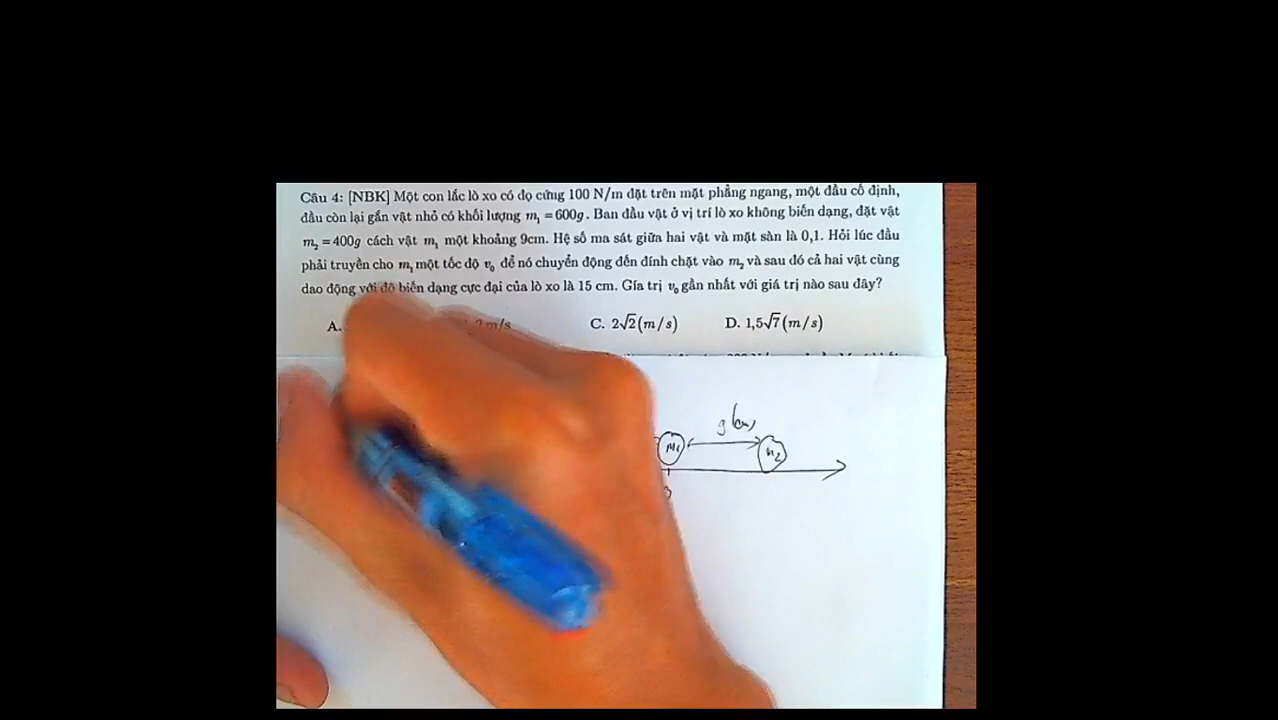 Câu 4: [NBK] Một con lắc lò xo có dọ cứng 100 N/m đặt trên mặt phẳng ngang, một đầu cố định,
đầu còn lại gắn vật nhỏ có khối lượng m₁ = 600g. Ban đầu vật ở vị trí lò xo không biến dạng, đặt vật
m₂ = 400g cách vật m₁ một khoảng 9cm. Hệ số ma sát giữa hai vật và mặt sàn là 0,1. Hỏi lúc đầu
phải truyền cho m₁ một tốc độ v₀ để nó chuyển động đến dính chặt vào m₂ và sau đó cả hai vật cùng
dao động với độ biến dạng cực đại của lò xo là 15 cm. Gía trị v₀ gần nhất với giá trị nào sau đây?
A. 2 m/s C. 2√2(m/s) D. 1,5√7(m/s)
m₁ m₂